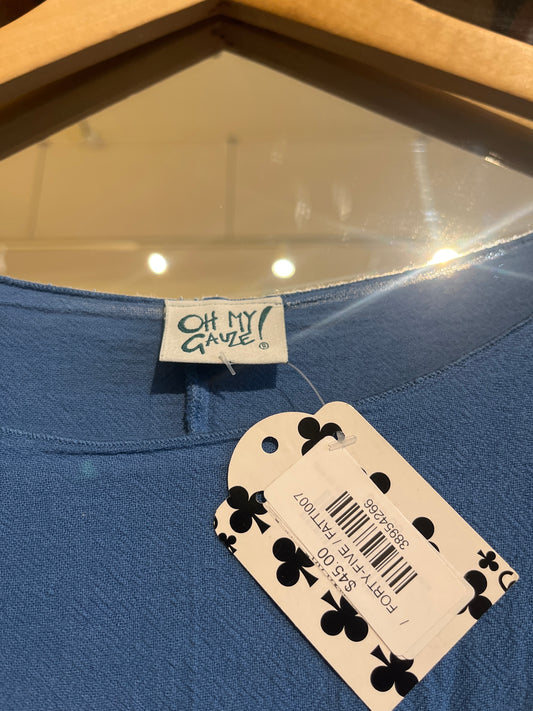 OH MY
GAUZE!
®
38954266
$45.00
FORTY-FIVE / FATT1007
/